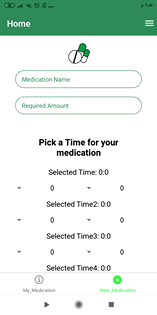 Home
Medication Name
Required Amount
Pick a Time for your
medication
Selected Time: 0:0
0 0
Selected Time2: 0:0
0 0
Selected Time3: 0:0
0 0
Selected Time4: 0:0
My_Medication New_Medication